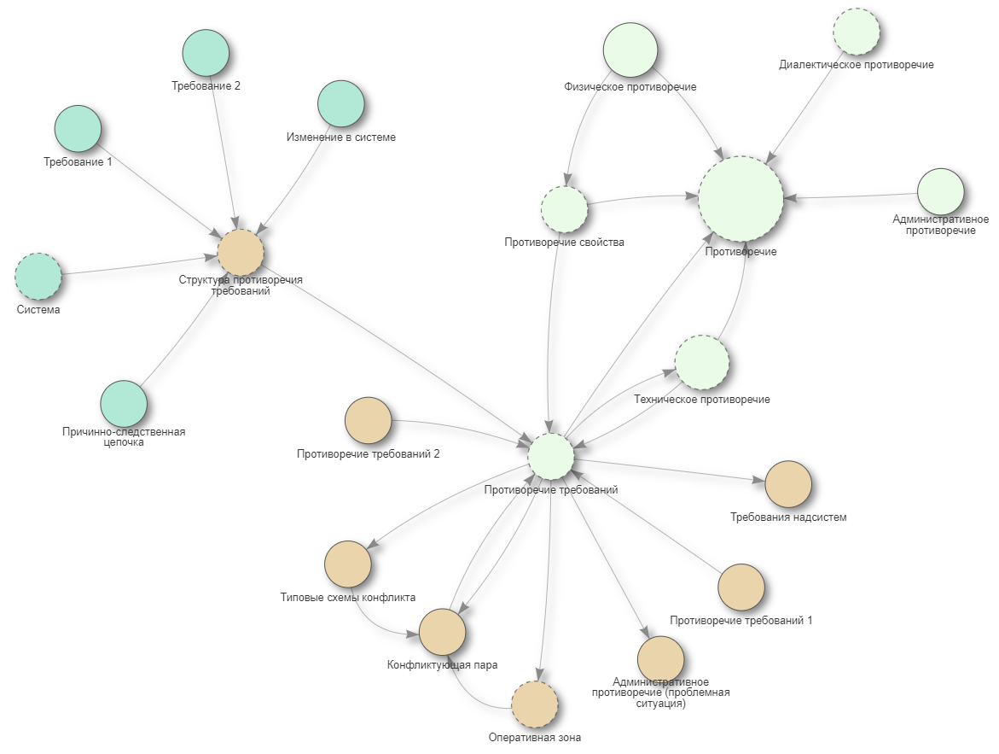 Диалектическое противоречие
Требование 2
Физическое противоречие
Изменение в системе
Требование 1
Административное
противоречие
Противоречие свойства
Противоречие
Структура противоречия
требований
Система
Техническое противоречие
Причинно-следственная
цепочка
Противоречие требований 2
Противоречие требований
Требования надсистем
Типовые схемы конфликта
Противоречие требований 1
Конфликтующая пара
Административное
противоречие (проблемная
ситуация)
Оперативная зона